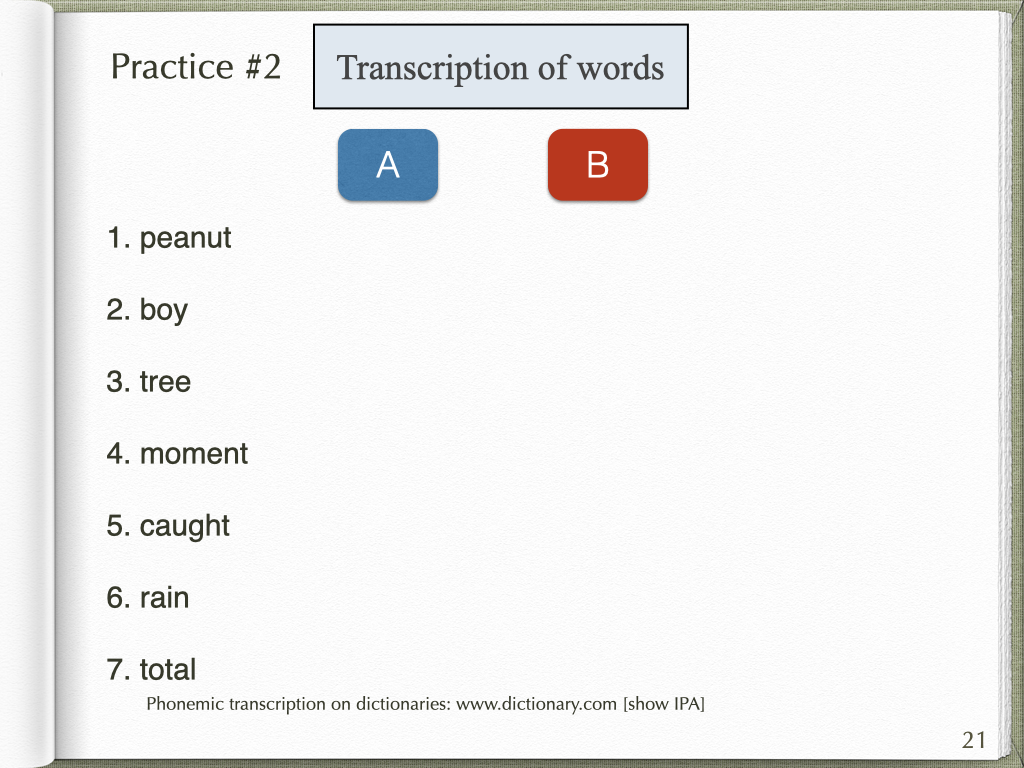 Practice #2
Transcription of words
A
B
1. peanut
2. boy
3. tree
4. moment
5. caught
6. rain
7. total
Phonemic transcription on dictionaries: www.dictionary.com [show IPA]
21